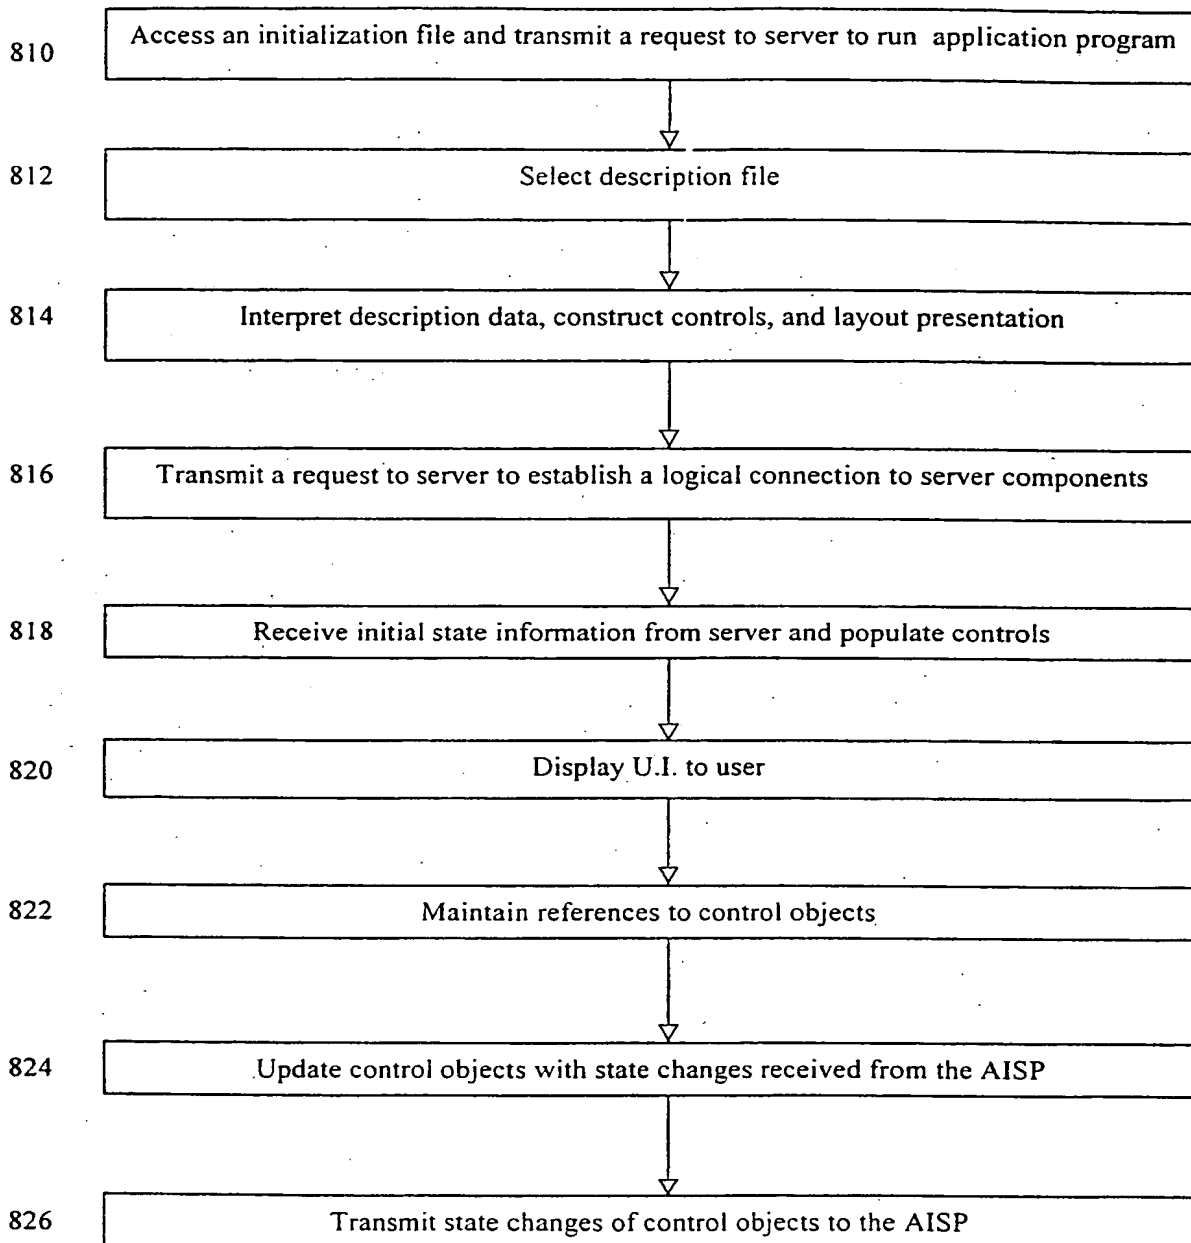 810 Access an initialization file and transmit a request to server to run application program
812 Select description file
814 Interpret description data, construct controls, and layout presentation
816 Transmit a request to server to establish a logical connection to server components
818 Receive initial state information from server and populate controls
820 Display U.I. to user
822 Maintain references to control objects
824 Update control objects with state changes received from the AISP
826 Transmit state changes of control objects to the AISP